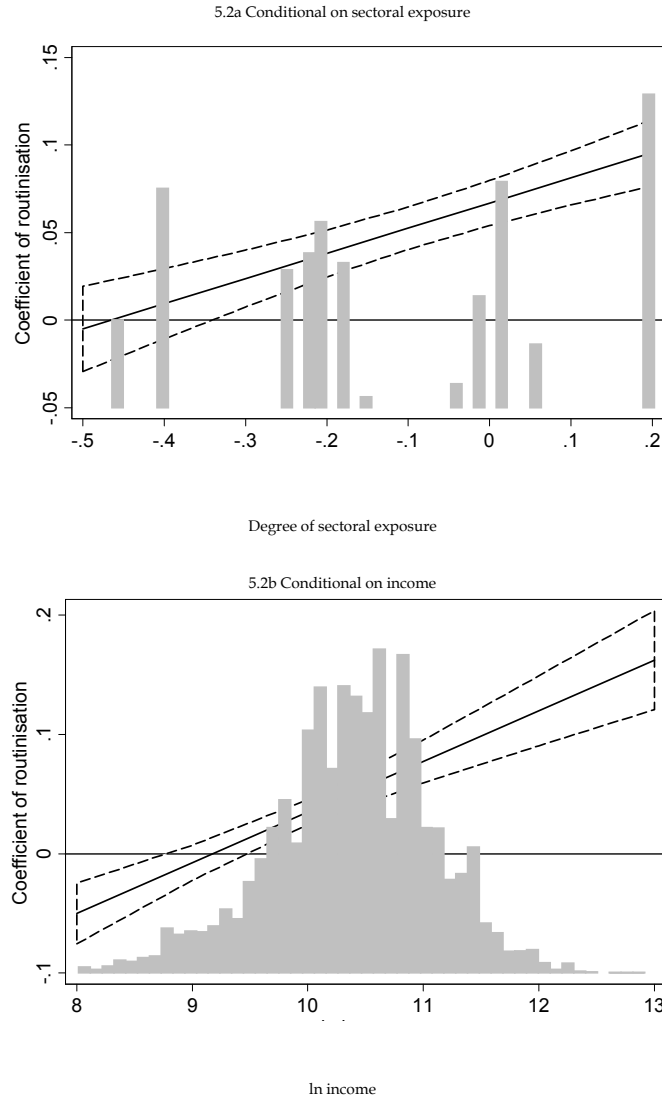 5.2a Conditional on sectoral exposure
.15
.1
.05
0
-.05
Coefficient of routinisation
-.5 -.4 -.3 -.2 -.1 0 .1 .2
Degree of sectoral exposure
5.2b Conditional on income
.2
.1
0
-.1
Coefficient of routinisation
8 9 10 11 12 13
ln income